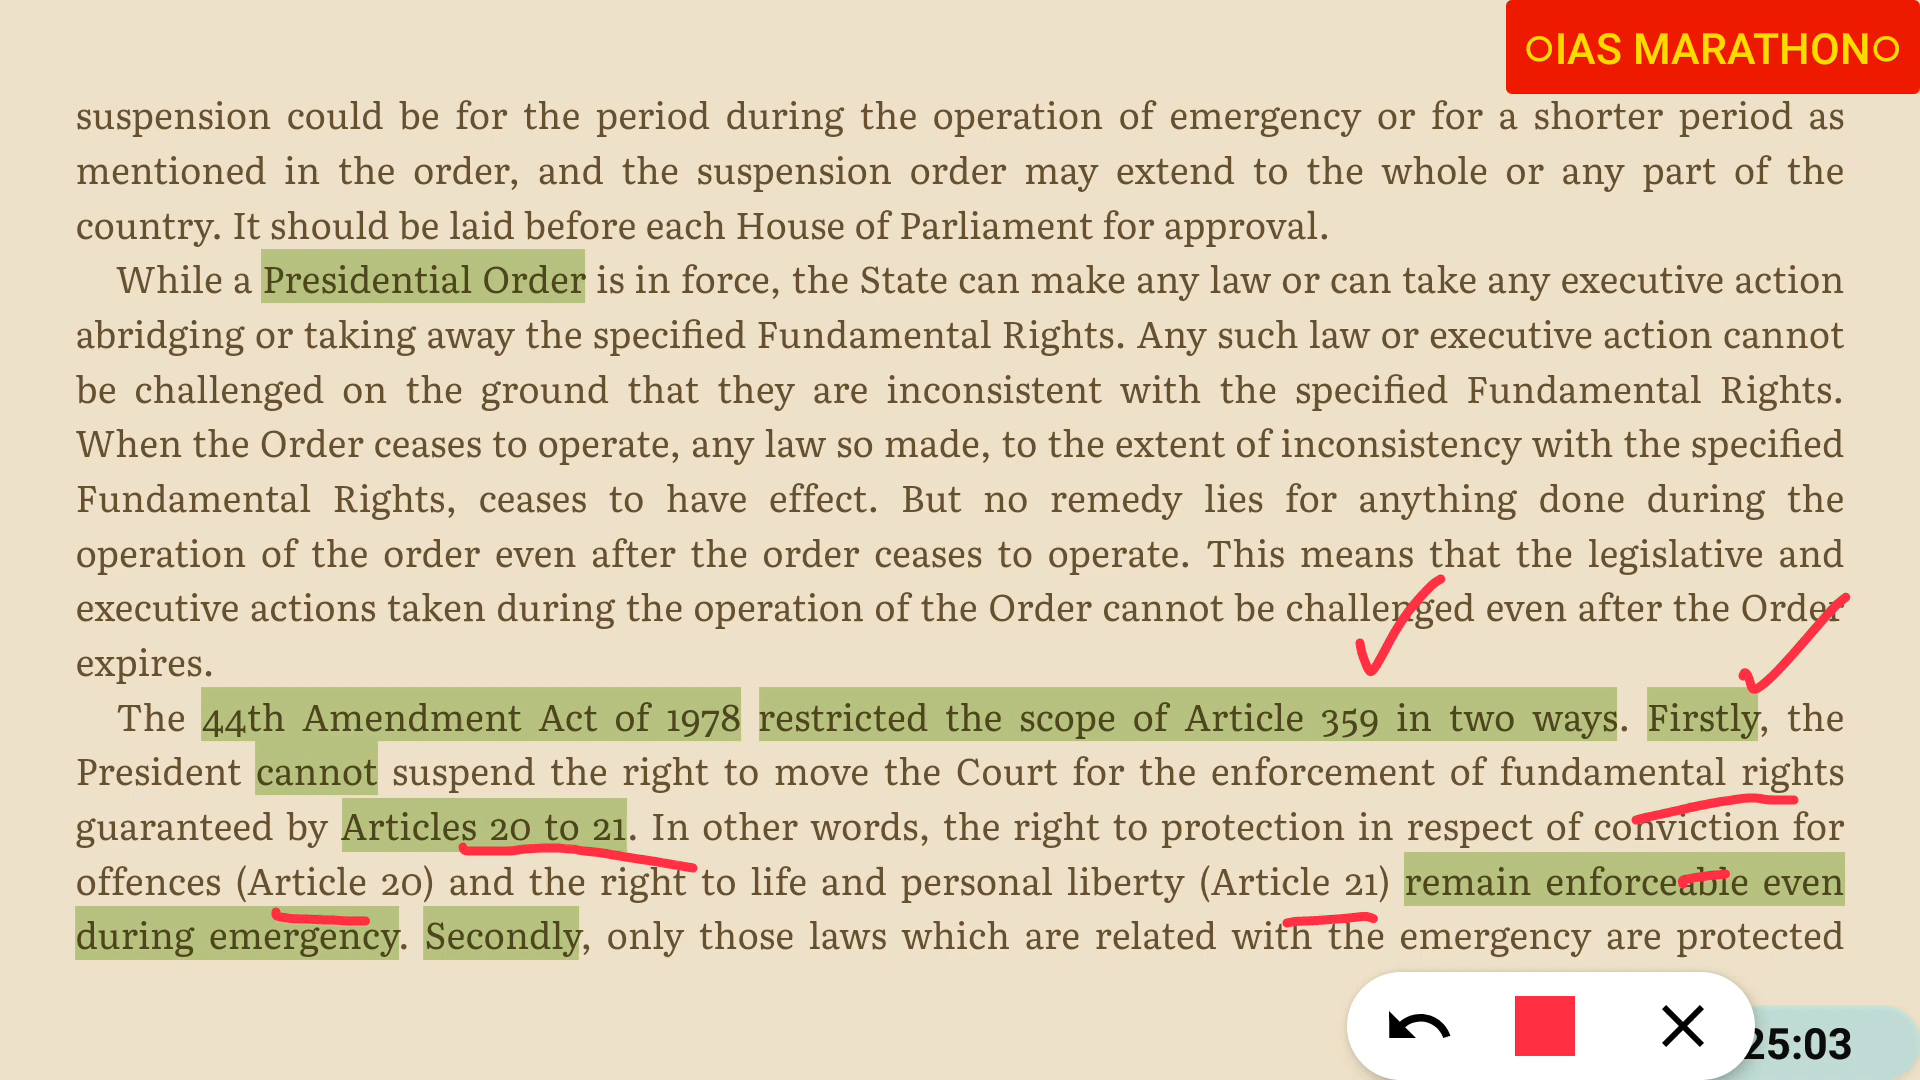 IAS MARATHON
suspension could be for the period during the operation of emergency or for a shorter period as
mentioned in the order, and the suspension order may extend to the whole or any part of the
country. It should be laid before each House of Parliament for approval.
While a Presidential Order is in force, the State can make any law or can take any executive action
abridging or taking away the specified Fundamental Rights. Any such law or executive action cannot
be challenged on the ground that they are inconsistent with the specified Fundamental Rights.
When the Order ceases to operate, any law so made, to the extent of inconsistency with the specified
Fundamental Rights, ceases to have effect. But no remedy lies for anything done during the
operation of the order even after the order ceases to operate. This means that the legislative and
executive actions taken during the operation of the Order cannot be challenged even after the Order
expires.
The 44th Amendment Act of 1978 restricted the scope of Article 359 in two ways. Firstly, the
President cannot suspend the right to move the Court for the enforcement of fundamental rights
guaranteed by Articles 20 to 21. In other words, the right to protection in respect of conviction for
offences (Article 20) and the right to life and personal liberty (Article 21) remain enforceable even
during emergency. Secondly, only those laws which are related with the emergency are protected
25:03